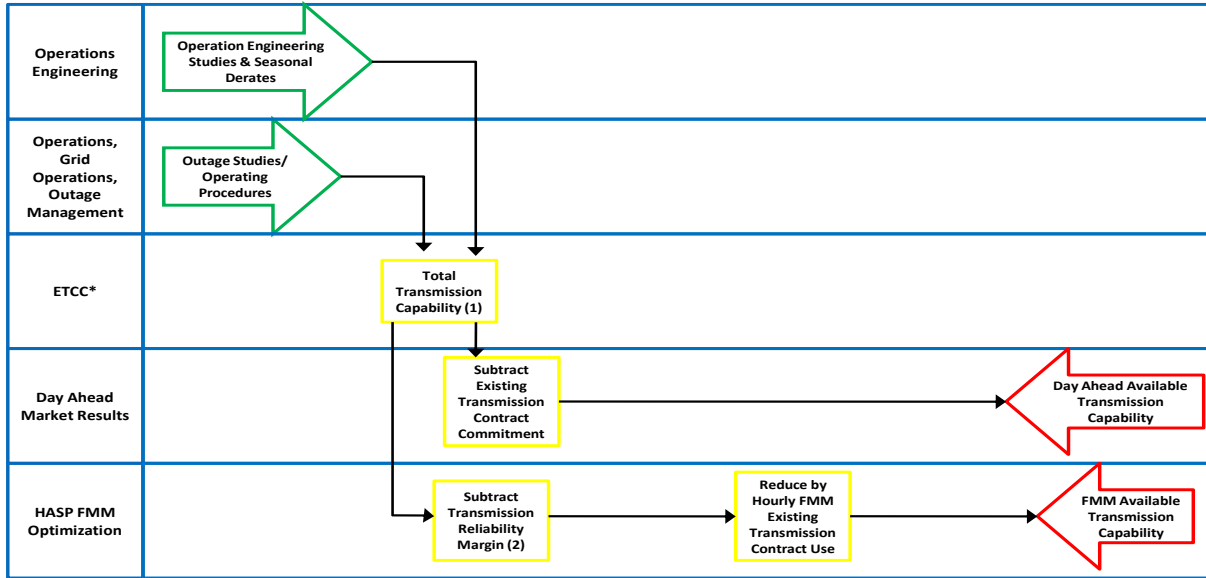 Operations
Engineering
Operation Engineering
Studies & Seasonal
Derates
Operations,
Grid
Operations,
Outage
Management
Outage Studies/
Operating
Procedures
ETCC*
Total
Transmission
Capability (1)
Day Ahead
Market Results
Subtract
Existing
Transmission
Contract
Commitment
Day Ahead Available
Transmission
Capability
HASP FMM
Optimization
Subtract
Transmission
Reliability
Margin (2)
Reduce by
Hourly FMM
Existing
Transmission
Contract Use
FMM Available
Transmission
Capability